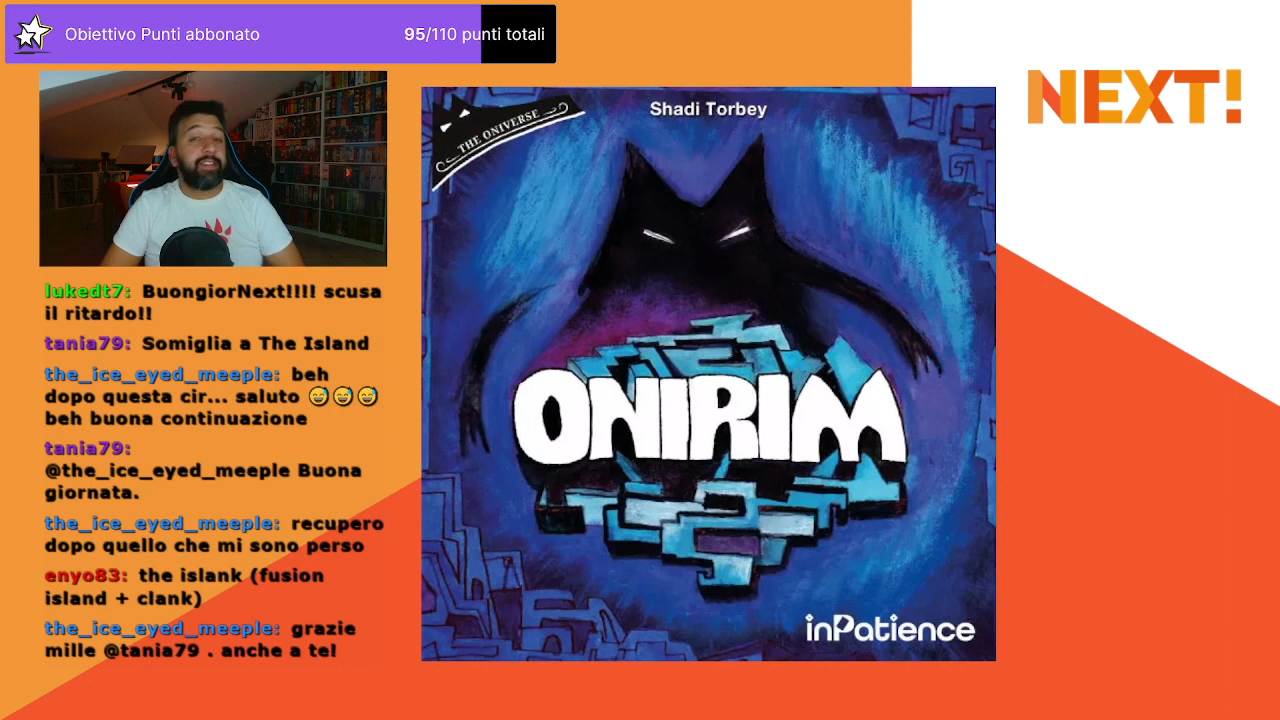 Obiettivo Punti abbonato
95/110 punti totali
NEXT!
THE ONIVERSE
Shadi Torbey
ONIRIM
inPatience
lukedt7: BuongiorNext!!!! scusa
il ritardo!!
tania79: Somiglia a The Island
the_ice_eyed_meeple: beh
dopo questa cir... saluto 😅😅😅
beh buona continuazione
tania79:
@the_ice_eyed_meeple Buona
giornata.
the_ice_eyed_meeple: recupero
dopo quello che mi sono perso
enyo83: the islank (fusion
island + clank)
the_ice_eyed_meeple: grazie
mille @tania79 . anche a te!